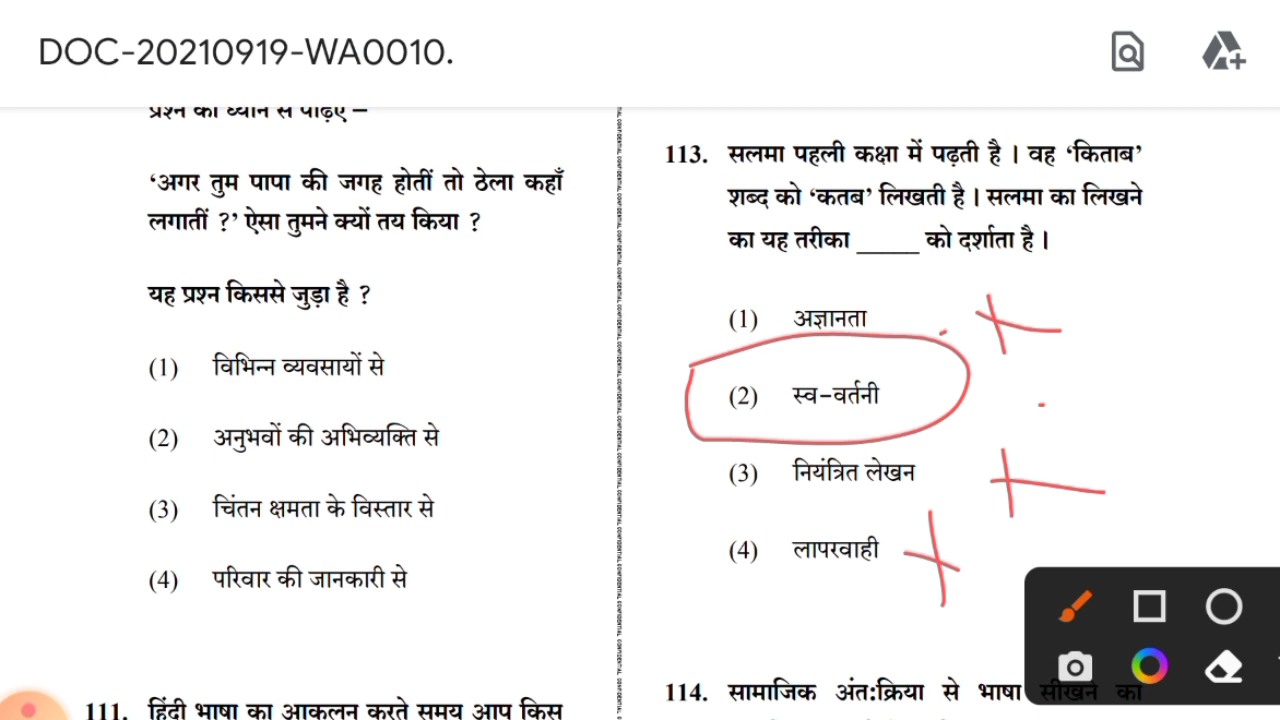 DOC-20210919-WA0010.
प्रश्न को ध्यान से पढ़िए –
'अगर तुम पापा की जगह होतीं तो ठेला कहाँ
लगातीं ?' ऐसा तुमने क्यों तय किया ?
यह प्रश्न किससे जुड़ा है ?
(1) विभिन्न व्यवसायों से
(2) अनुभवों की अभिव्यक्ति से
(3) चिंतन क्षमता के विस्तार से
(4) परिवार की जानकारी से
111. हिंदी भाषा का आकलन करते समय आप किस
113. सलमा पहली कक्षा में पढ़ती है । वह 'किताब'
शब्द को 'कतब' लिखती है । सलमा का लिखने
का यह तरीका _____ को दर्शाता है ।
(1) अज्ञानता
(2) स्व-वर्तनी
(3) नियंत्रित लेखन
(4) लापरवाही
114. सामाजिक अंत:क्रिया से भाषा सीखने का